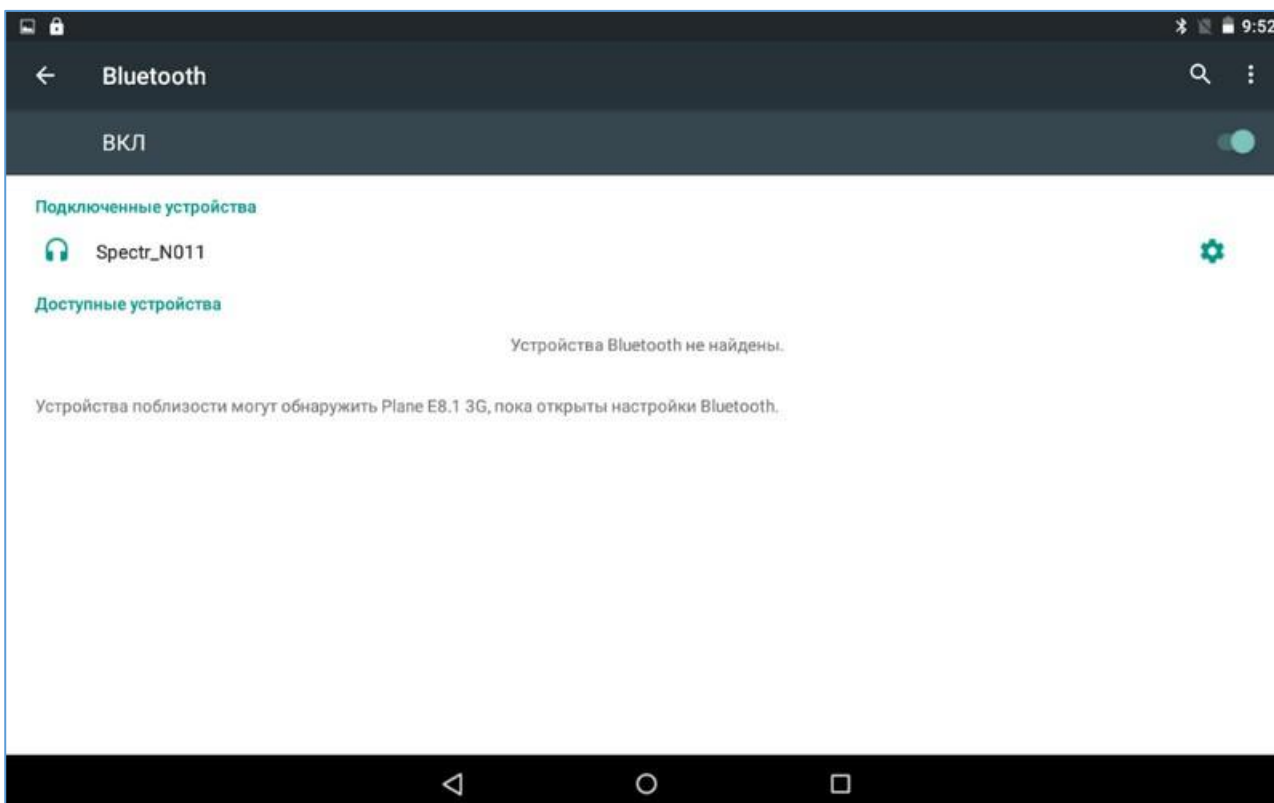 9:52
Bluetooth
ВКЛ
Подключенные устройства
Spectr_N011
Доступные устройства
Устройства Bluetooth не найдены.
Устройства поблизости могут обнаружить Plane E8.1 3G, пока открыты настройки Bluetooth.